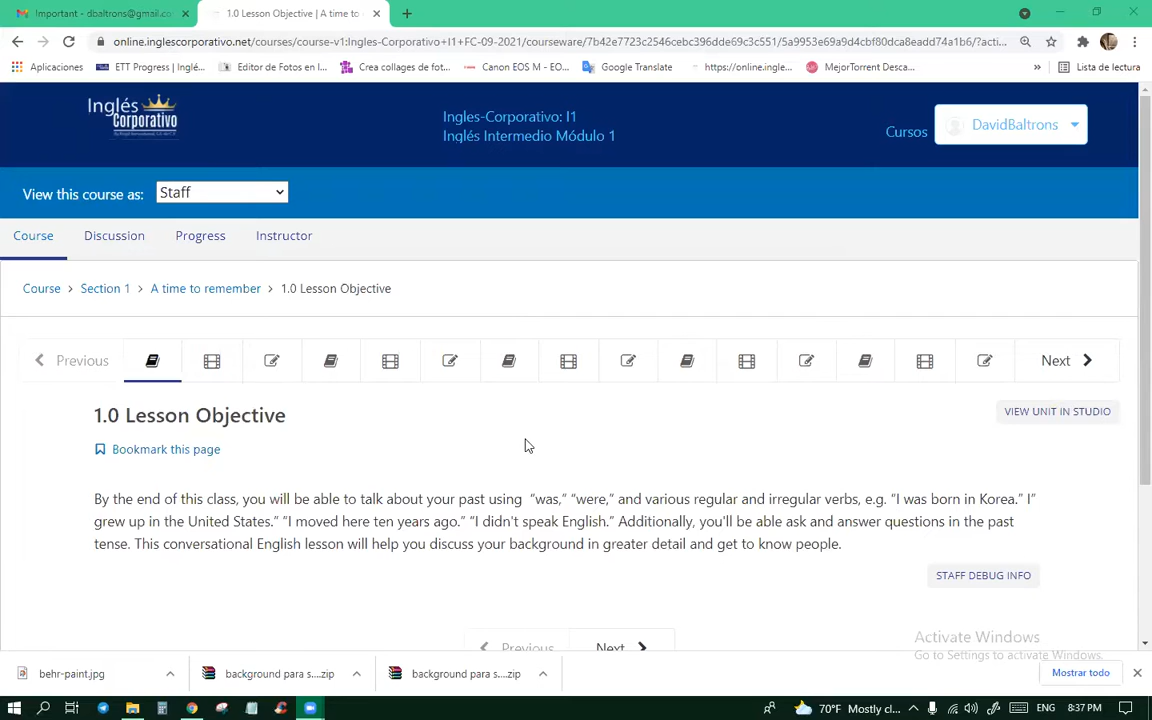 Important - dbaltrons@gmail.co
1.0 Lesson Objective | A time to
online.inglescorporativo.net/courses/course-v1:Ingles-Corporativo+I1+FC-09-2021/courseware/7b42e7723c2546cebc396dde69c3c551/5a9953e69a9d4cbf80dca8eadd74a1b6/?acti...
Aplicaciones
ETT Progress | Inglé...
Editor de Fotos en l...
Crea collages de fot...
Canon EOS M - EO...
Google Translate
https://online.ingle...
MejorTorrent Desca...
»
Lista de lectura
Inglés
Corporativo
Ingles-Corporativo: I1
Inglés Intermedio Módulo 1
Cursos
DavidBaltrons
View this course as:
Staff
Course
Discussion
Progress
Instructor
Course > Section 1 > A time to remember > 1.0 Lesson Objective
Previous
Next
1.0 Lesson Objective
VIEW UNIT IN STUDIO
Bookmark this page
By the end of this class, you will be able to talk about your past using “was,” “were,” and various regular and irregular verbs, e.g. “I was born in Korea.” I”
grew up in the United States.” “I moved here ten years ago.” “I didn't speak English.” Additionally, you'll be able ask and answer questions in the past
tense. This conversational English lesson will help you discuss your background in greater detail and get to know people.
STAFF DEBUG INFO
Previous
Next
Activate Windows
Go to Settings to activate Windows.
behr-paint.jpg
background para s....zip
background para s....zip
Mostrar todo
70°F Mostly cl...
ENG
8:37 PM